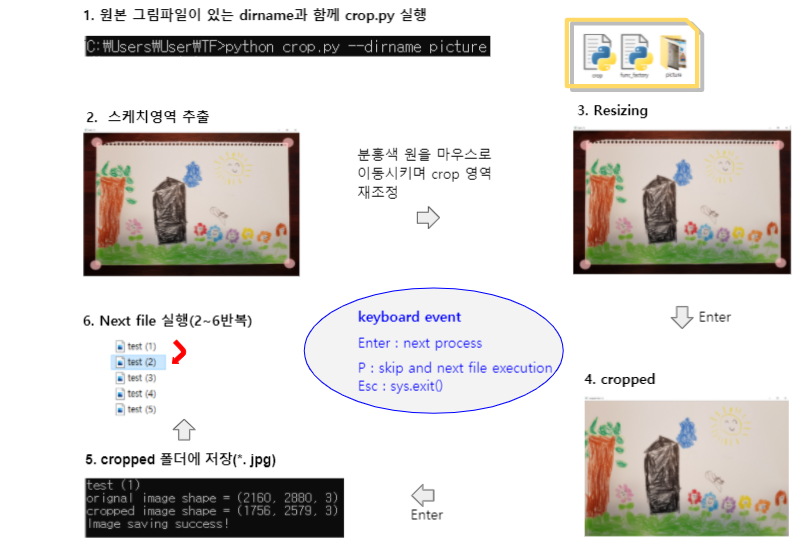 1. 원본 그림파일이 있는 dirname과 함께 crop.py 실행
C:₩Users₩User₩TF>python crop.py --dirname picture
crop
func_factory
picture
2. 스케치영역 추출
분홍색 원을 마우스로
이동시키며 crop 영역
재조정
3. Resizing
Enter
4. cropped
Enter
5. cropped 폴더에 저장(*. jpg)
test (1)
orignal image shape = (2160, 2880, 3)
cropped image shape = (1756, 2579, 3)
Image saving success!
6. Next file 실행(2~6반복)
test (1)
test (2)
test (3)
test (4)
test (5)
keyboard event
Enter : next process
P : skip and next file execution
Esc : sys.exit()